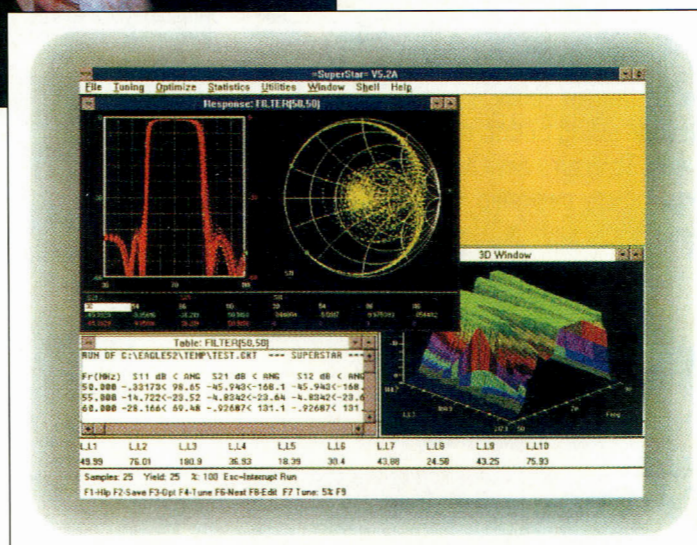 =SuperStar= V5.2A
File Tuning Optimize Statistics Utilities Window Shell Help
Response: FILTER(50,50)
3D Window
Table: FILTER(50,50)
RUN OF C:\EAGLE52\TEMP\TEST.CKT --- SUPERSTAR ---
Fr(MHz) S11 dB < ANG S21 dB < ANG S12 dB < ANG
50.000 -.33173< 98.65 -45.943<-168.1 -45.943<-168.
55.000 -14.722<-23.52 -4.8342<-23.64 -4.8342<-23.6
60.000 -28.166< 69.48 -.92687< 131.1 -.92687< 131.
L,L1 L,L2 L,L3 L,L4 L,L5 L,L6 L,L7 L,L8 L,L9 L,L10
49.99 76.01 180.9 36.93 18.39 30.4 43.88 24.58 43.25 75.93
Samples: 25 Yield: 25 %: 100 Esc=Interrupt Run
F1-Hlp F2-Save F3-Opt F4-Tune F6-Next F8-Edit F7 Tune: 5% F9